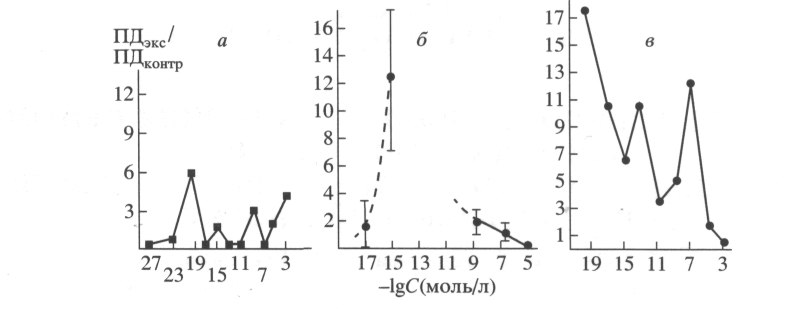 ПДэкс/
ПДконтр
а
12
9
6
3
27 23 19 15 11 7 3
б
16
14
12
10
8
6
4
2
17 15 13 11 9 7 5
–lgC(моль/л)
в
17
15
13
11
9
7
5
3
1
19 15 11 7 3